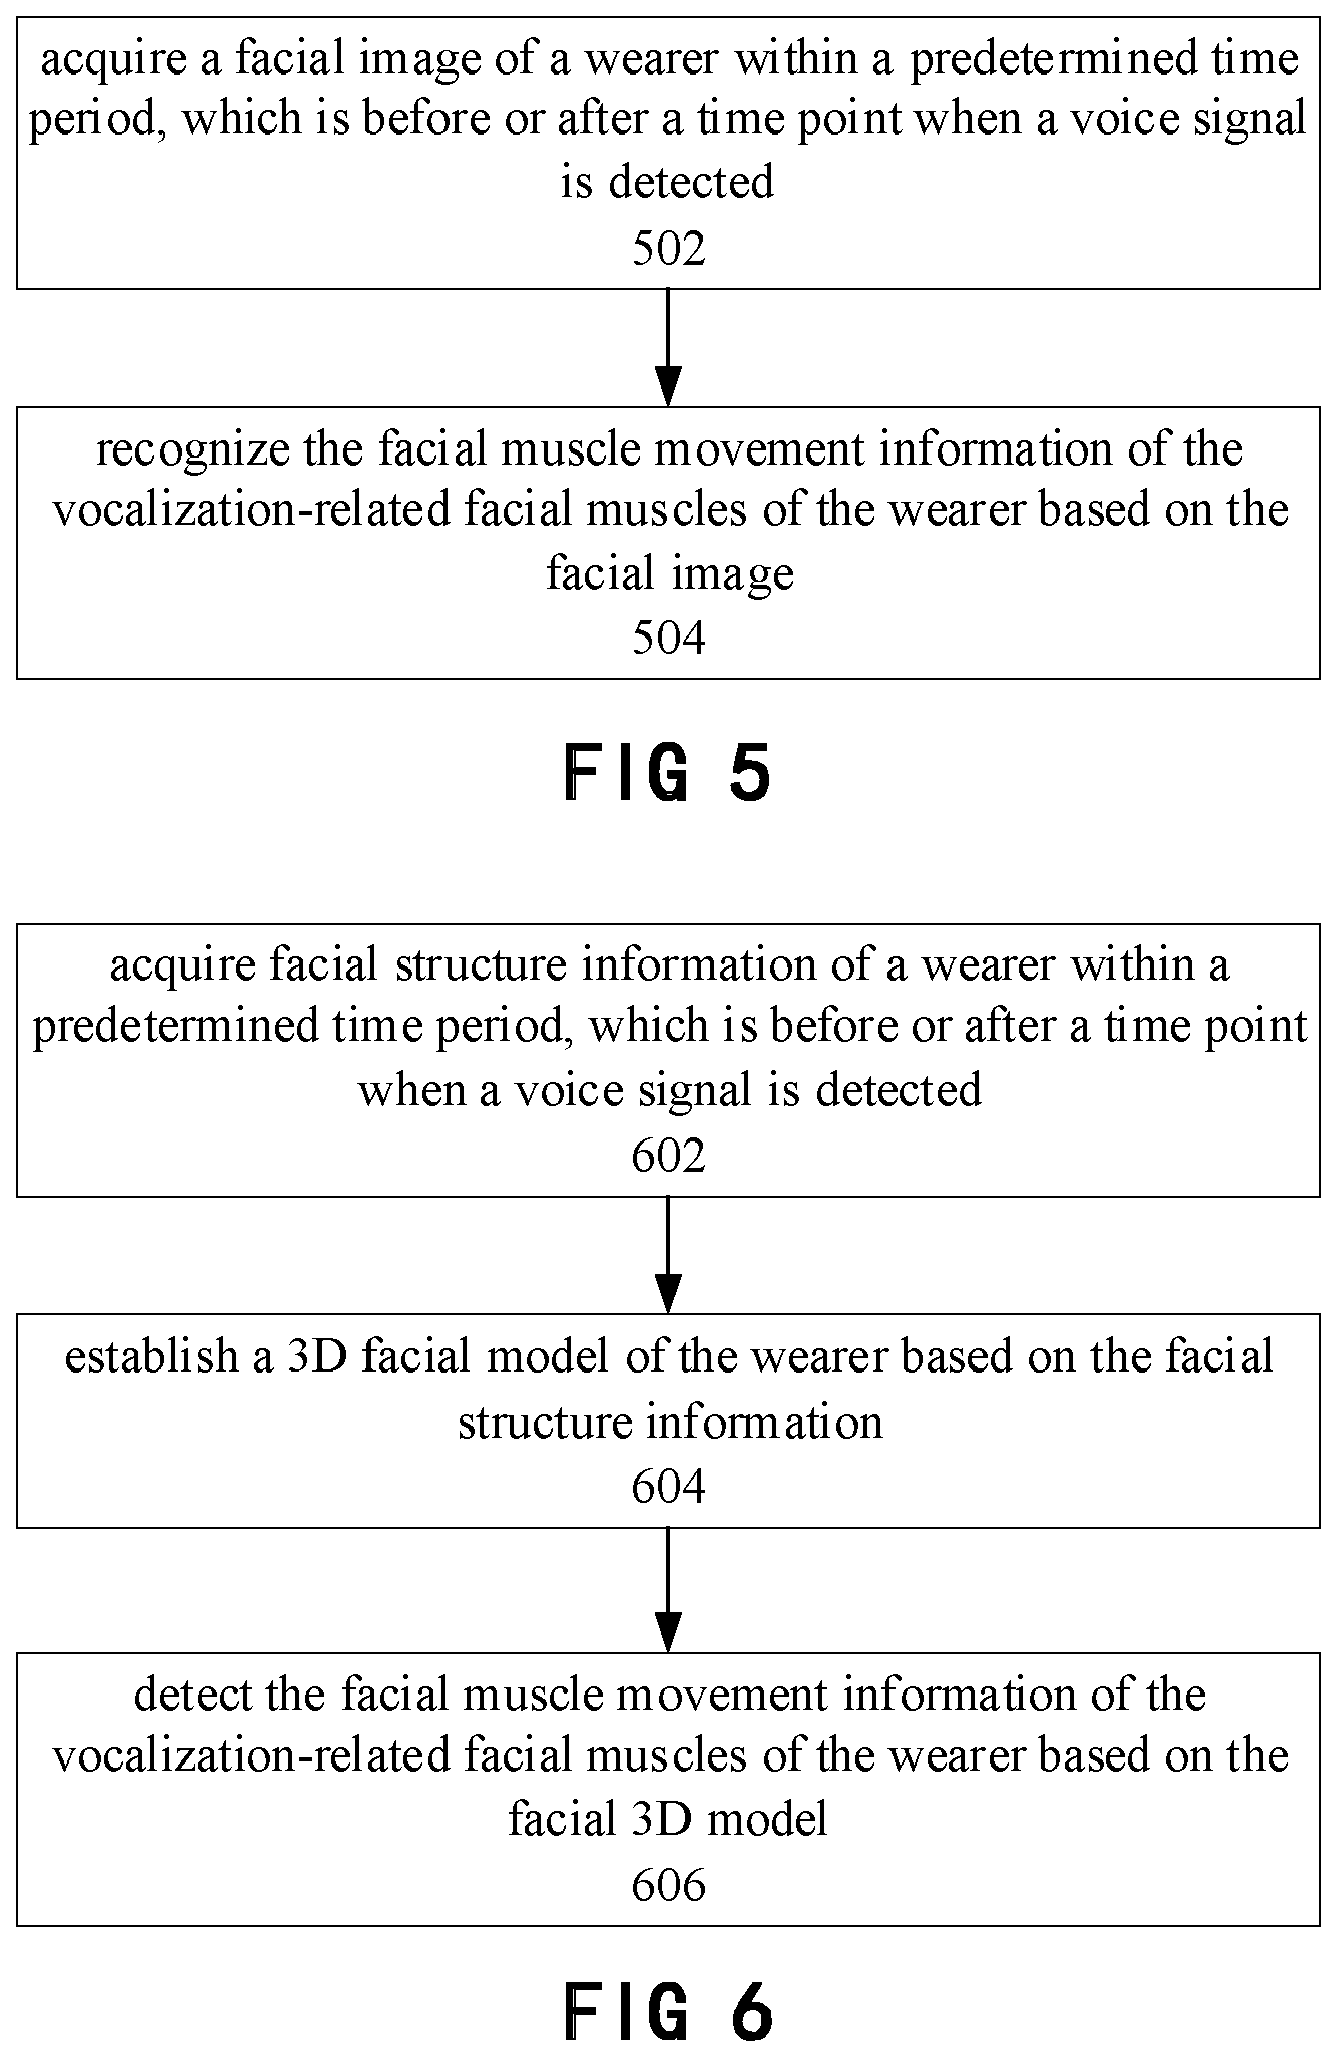 acquire a facial image of a wearer within a predetermined time
period, which is before or after a time point when a voice signal
is detected
502
recognize the facial muscle movement information of the
vocalization-related facial muscles of the wearer based on the
facial image
504
FIG 5
acquire facial structure information of a wearer within a
predetermined time period, which is before or after a time point
when a voice signal is detected
602
establish a 3D facial model of the wearer based on the facial
structure information
604
detect the facial muscle movement information of the
vocalization-related facial muscles of the wearer based on the
facial 3D model
606
FIG 6